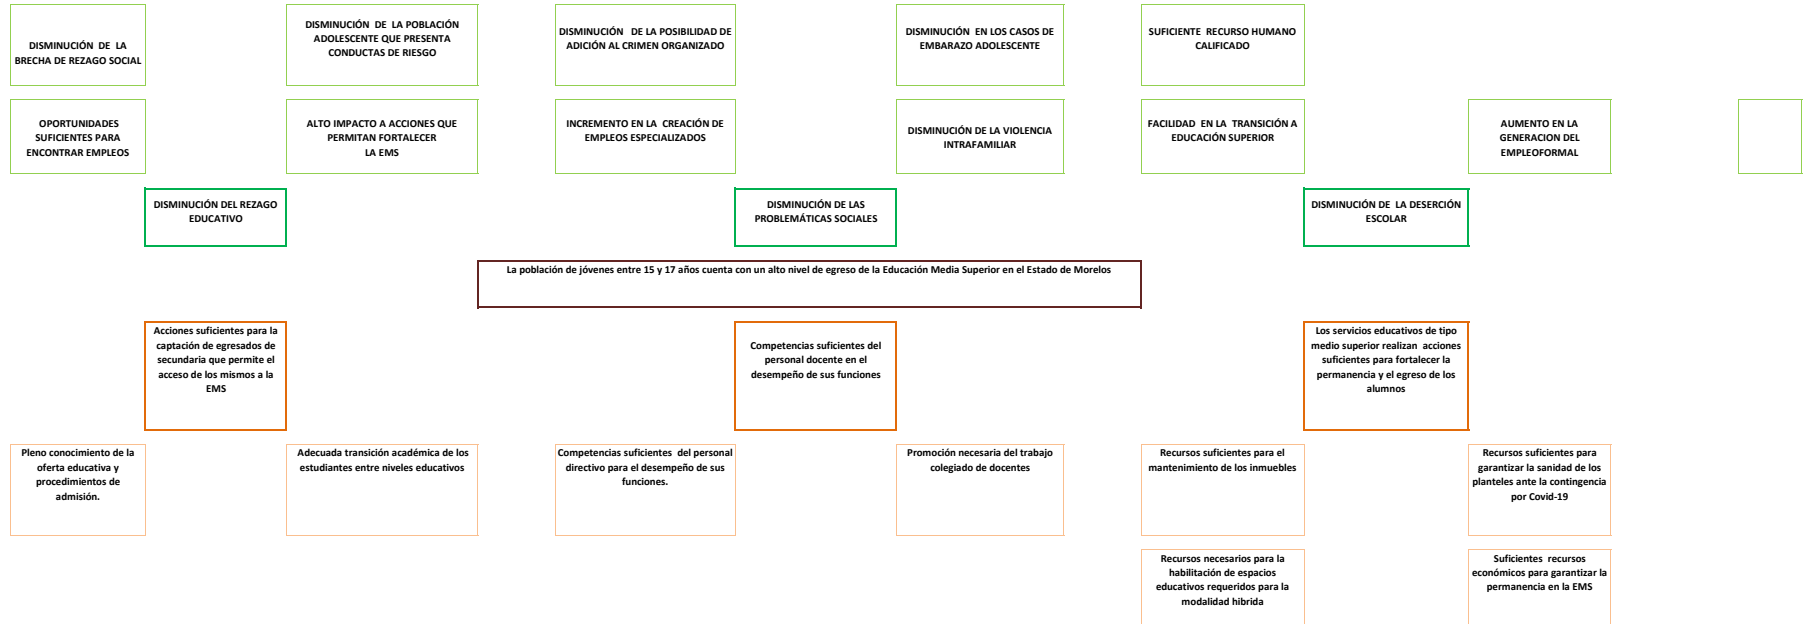 DISMINUCIÓN DE LA
BRECHA DE REZAGO SOCIAL
DISMINUCIÓN DE LA POBLACIÓN
ADOLESCENTE QUE PRESENTA
CONDUCTAS DE RIESGO
DISMINUCIÓN DE LA POSIBILIDAD DE
ADICIÓN AL CRIMEN ORGANIZADO
DISMINUCIÓN EN LOS CASOS DE
EMBARAZO ADOLESCENTE
SUFICIENTE RECURSO HUMANO
CALIFICADO
OPORTUNIDADES
SUFICIENTES PARA
ENCONTRAR EMPLEOS
ALTO IMPACTO A ACCIONES QUE
PERMITAN FORTALECER
LA EMS
INCREMENTO EN LA CREACIÓN DE
EMPLEOS ESPECIALIZADOS
DISMINUCIÓN DE LA VIOLENCIA
INTRAFAMILIAR
FACILIDAD EN LA TRANSICIÓN A
EDUCACIÓN SUPERIOR
AUMENTO EN LA
GENERACION DEL
EMPLEOFORMAL
DISMINUCIÓN DEL REZAGO
EDUCATIVO
DISMINUCIÓN DE LAS
PROBLEMÁTICAS SOCIALES
DISMINUCIÓN DE LA DESERCIÓN
ESCOLAR
La población de jóvenes entre 15 y 17 años cuenta con un alto nivel de egreso de la Educación Media Superior en el Estado de Morelos
Acciones suficientes para la
captación de egresados de
secundaria que permite el
acceso de los mismos a la
EMS
Competencias suficientes del
personal docente en el
desempeño de sus funciones
Los servicios educativos de tipo
medio superior realizan acciones
suficientes para fortalecer la
permanencia y el egreso de los
alumnos
Pleno conocimiento de la
oferta educativa y
procedimientos de
admisión.
Adecuada transición académica de los
estudiantes entre niveles educativos
Competencias suficientes del personal
directivo para el desempeño de sus
funciones.
Promoción necesaria del trabajo
colegiado de docentes
Recursos suficientes para el
mantenimiento de los inmuebles
Recursos suficientes para
garantizar la sanidad de los
planteles ante la contingencia
por Covid-19
Recursos necesarios para la
habilitación de espacios
educativos requeridos para la
modalidad hibrida
Suficientes recursos
económicos para garantizar la
permanencia en la EMS